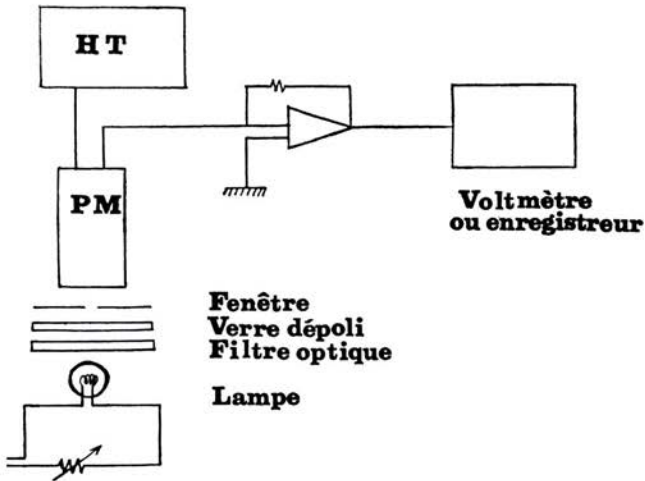 HT
PM
Voltmètre
ou enregistreur
Fenêtre
Verre dépoli
Filtre optique
Lampe